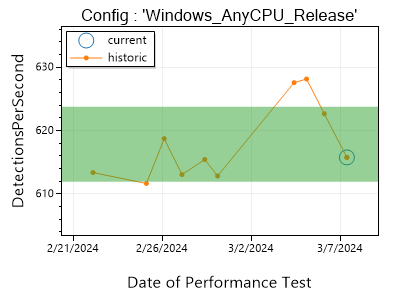 Config : 'Windows_AnyCPU_Release'
current
historic
DetectionsPerSecond
630
620
610
2/21/2024
2/26/2024
3/2/2024
3/7/2024
Date of Performance Test